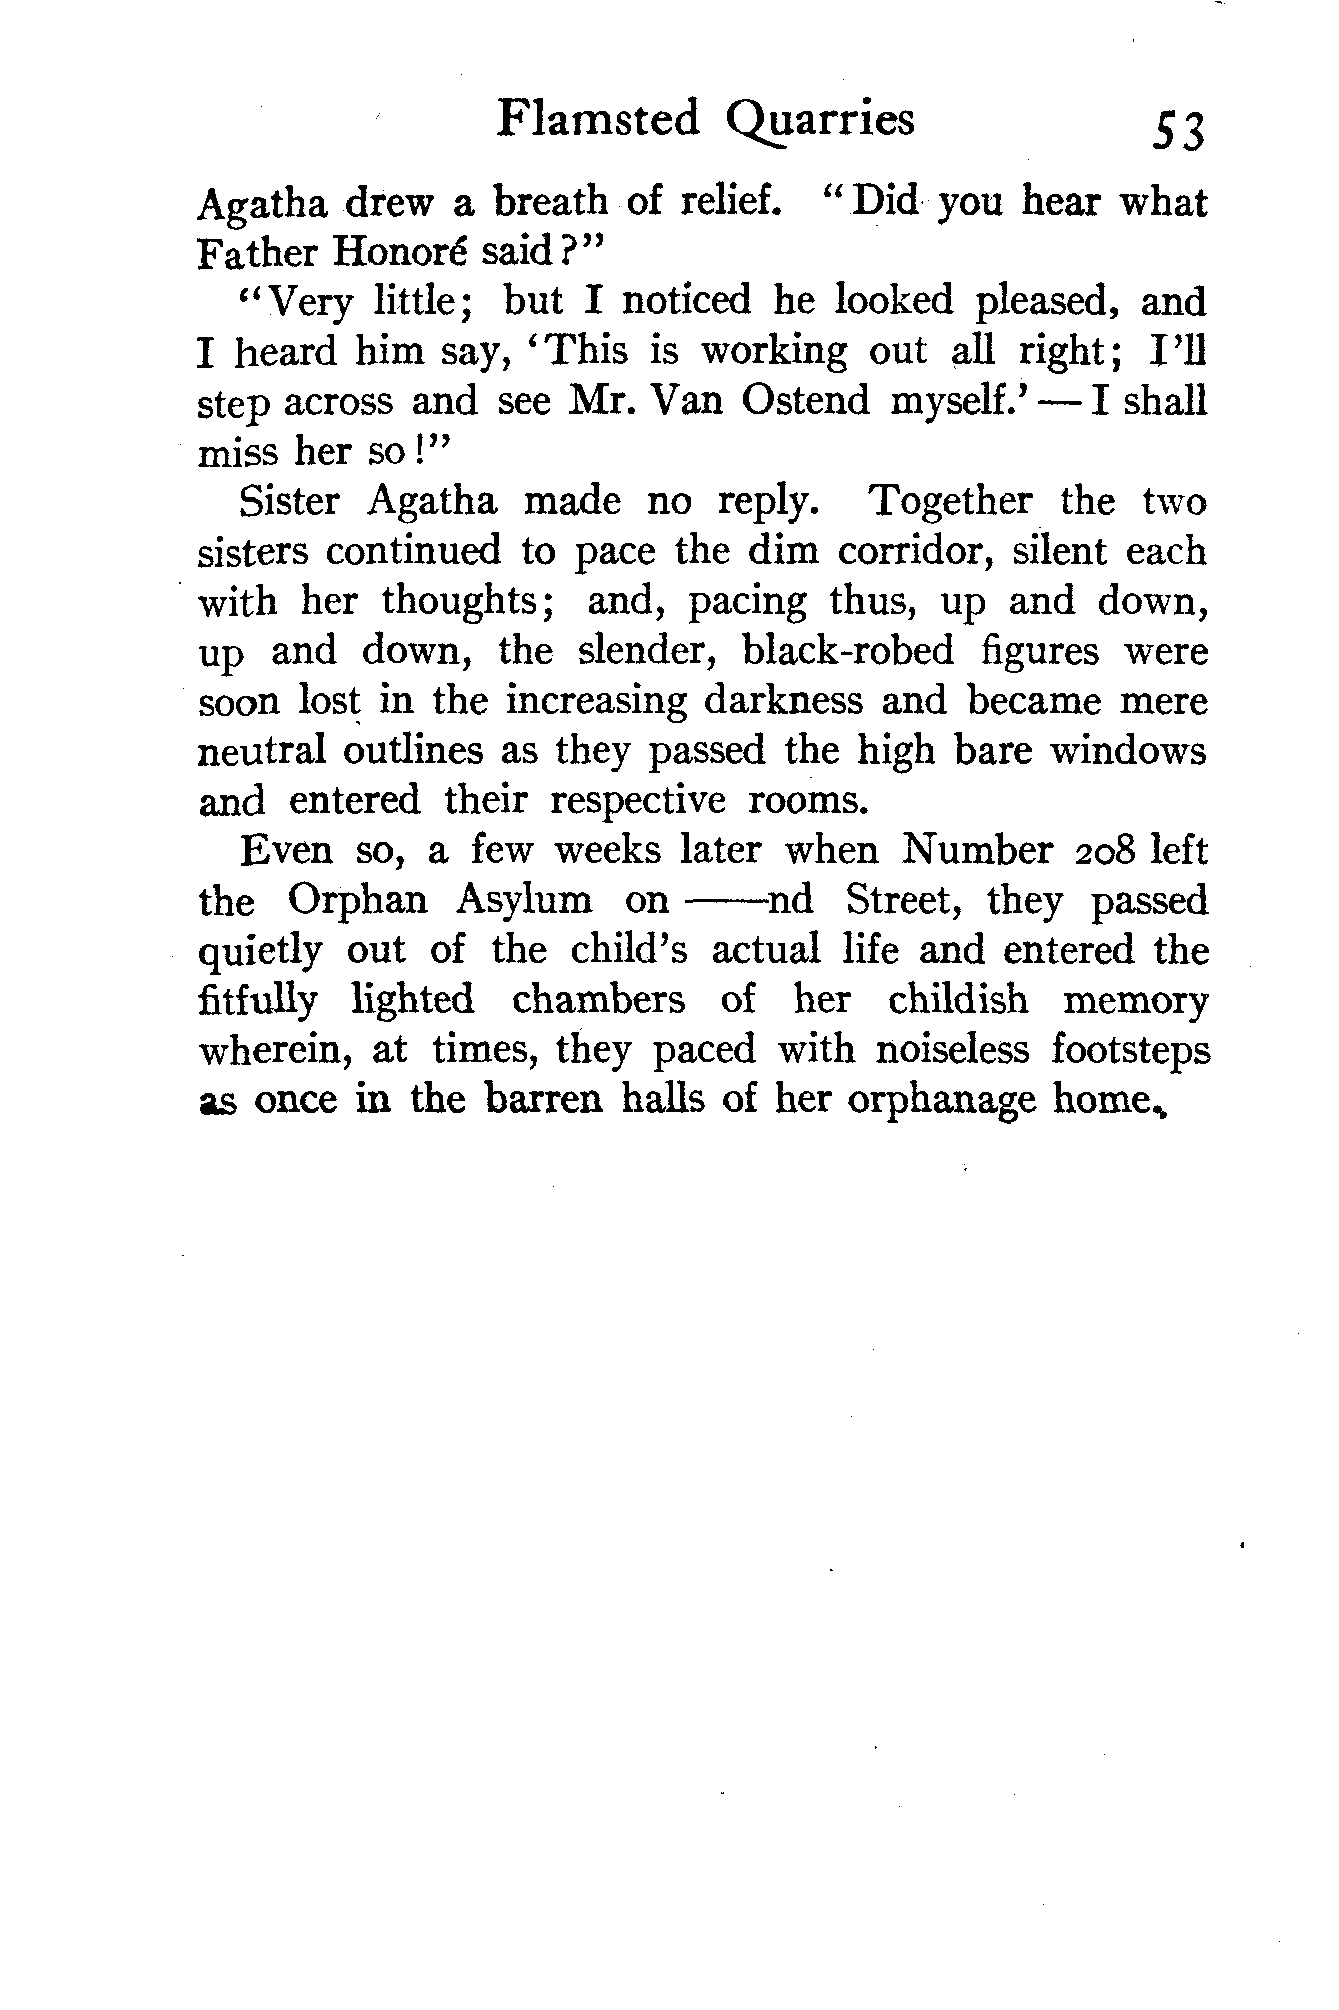 Flamsted Quarries 53
Agatha drew a breath of relief. "Did you hear what
Father Honoré said?"
"Very little; but I noticed he looked pleased, and
I heard him say, 'This is working out all right; I'll
step across and see Mr. Van Ostend myself.'—I shall
miss her so!"
Sister Agatha made no reply. Together the two
sisters continued to pace the dim corridor, silent each
with her thoughts; and, pacing thus, up and down,
up and down, the slender, black-robed figures were
soon lost in the increasing darkness and became mere
neutral outlines as they passed the high bare windows
and entered their respective rooms.
Even so, a few weeks later when Number 208 left
the Orphan Asylum on ——nd Street, they passed
quietly out of the child's actual life and entered the
fitfully lighted chambers of her childish memory
wherein, at times, they paced with noiseless footsteps
as once in the barren halls of her orphanage home.